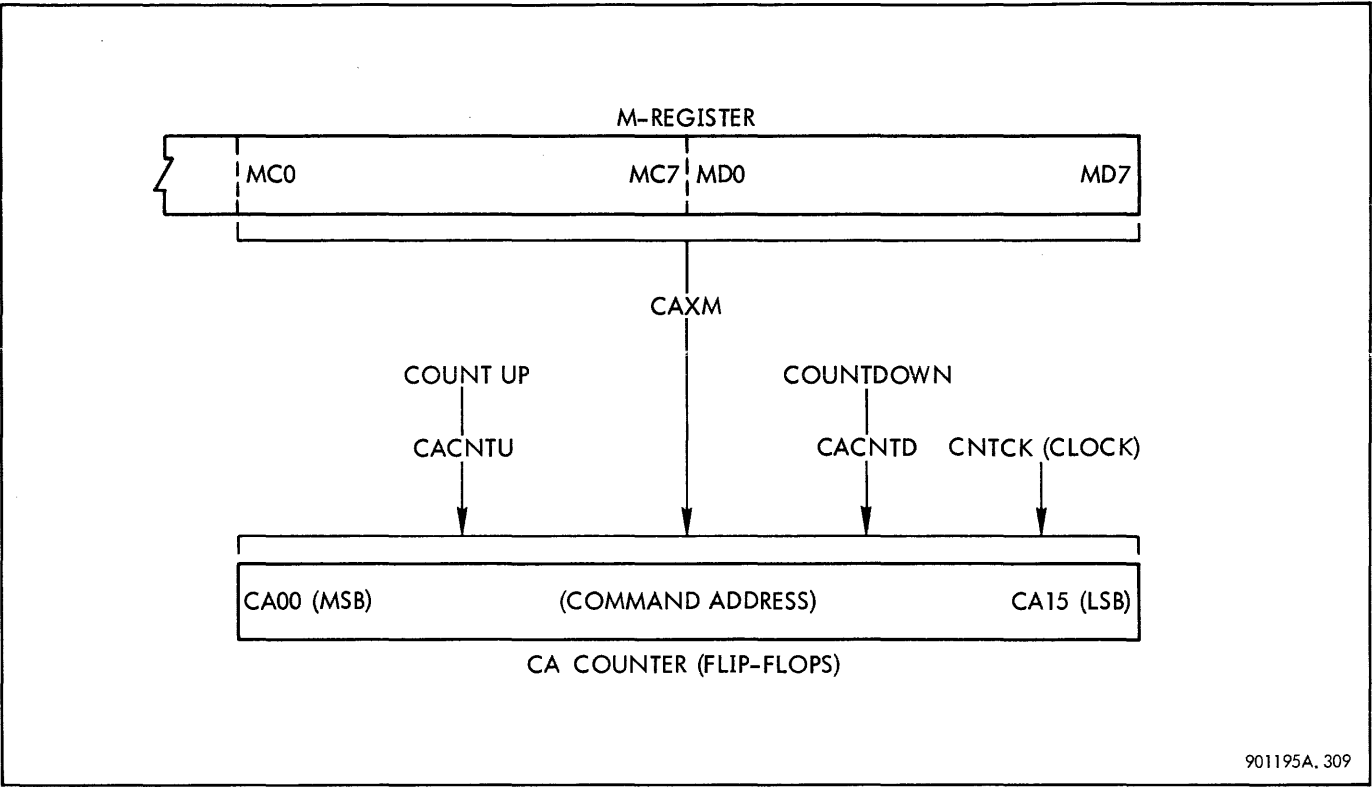 M-REGISTER
MC0 MC7 MD0 MD7
CAXM
COUNT UP COUNTDOWN
CACNTU CACNTD CNTCK (CLOCK)
CA00 (MSB) (COMMAND ADDRESS) CA15 (LSB)
CA COUNTER (FLIP-FLOPS)
901195A. 309